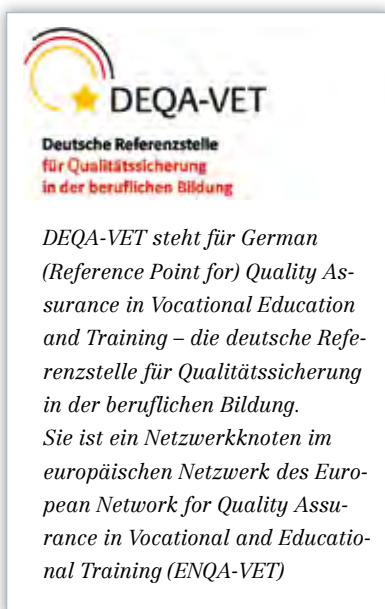 DEQA-VET
Deutsche Referenzstelle
für Qualitätssicherung
in der beruflichen Bildung
DEQA-VET steht für German
(Reference Point for) Quality As-
surance in Vocational Education
and Training – die deutsche Refe-
renzstelle für Qualitätssicherung
in der beruflichen Bildung.
Sie ist ein Netzwerkknoten im
europäischen Netzwerk des Euro-
pean Network for Quality Assu-
rance in Vocational and Educatio-
nal Training (ENQA-VET)